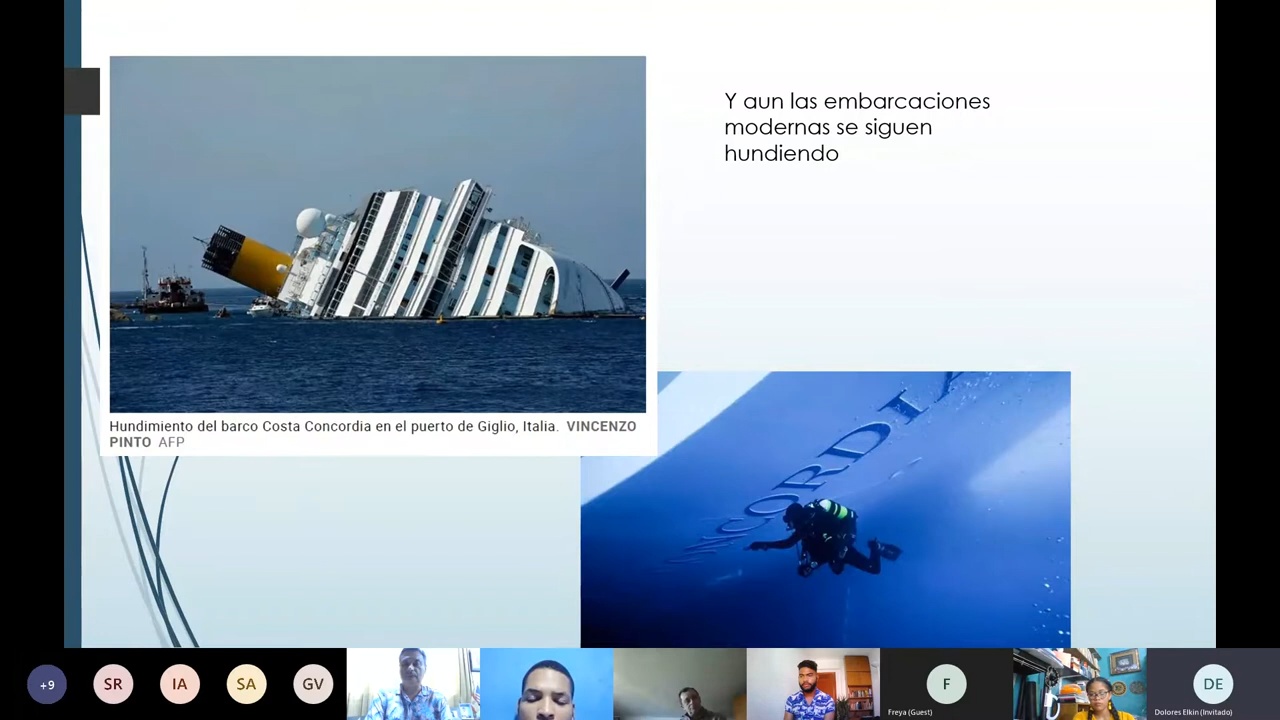 Y aun las embarcaciones
modernas se siguen
hundiendo
Hundimiento del barco Costa Concordia en el puerto de Giglio, Italia. VINCENZO
PINTO AFP
NCORDIA
+9
SR
IA
SA
GV
F
Freya (Guest)
DE
Dolores Elkin (Invitado)